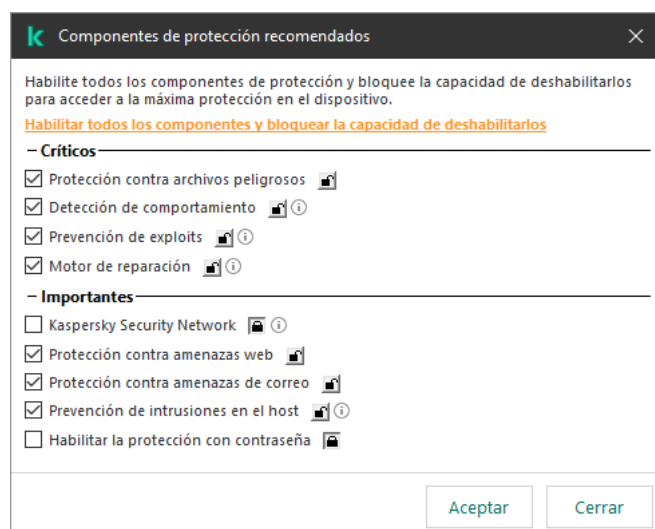 Componentes de protección recomendados
Habilite todos los componentes de protección y bloquee la capacidad de deshabilitarlos
para acceder a la máxima protección en el dispositivo.
Habilitar todos los componentes y bloquear la capacidad de deshabilitarlos
Críticos
Protección contra archivos peligrosos
Detección de comportamiento
Prevención de exploits
Motor de reparación
Importantes
Kaspersky Security Network
Protección contra amenazas web
Protección contra amenazas de correo
Prevención de intrusiones en el host
Habilitar la protección con contraseña
Aceptar
Cerrar